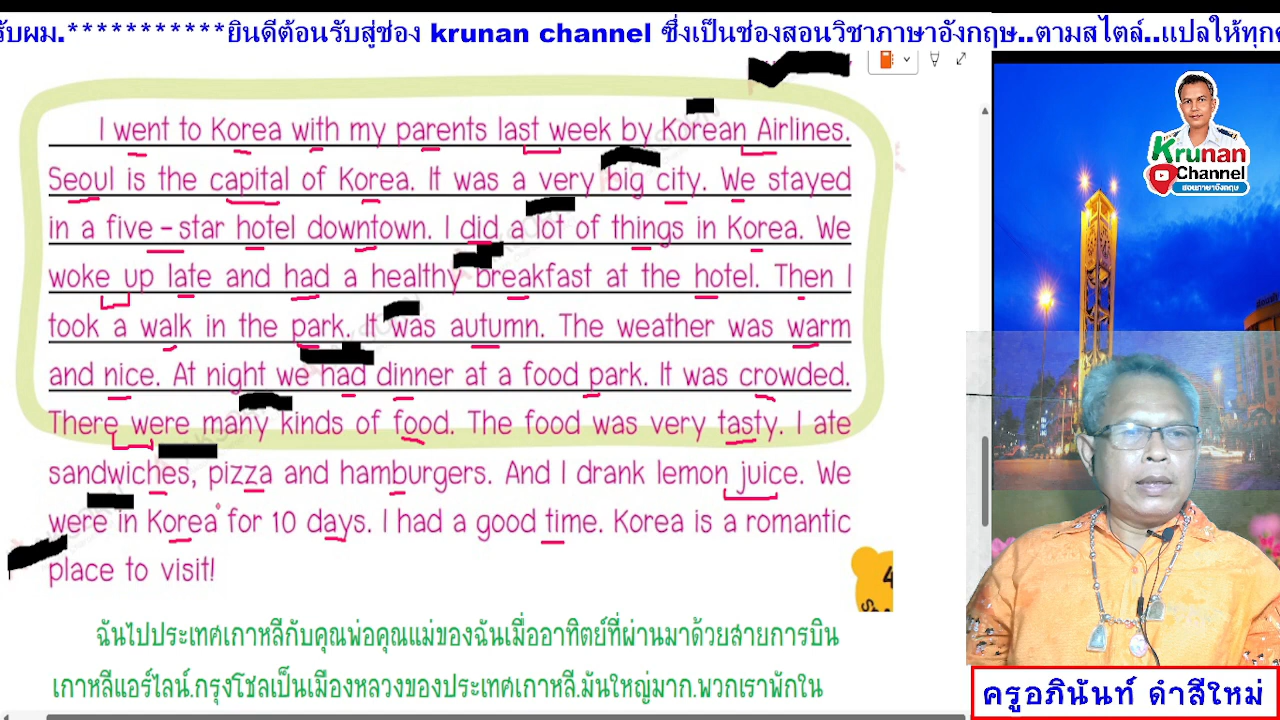 รับผม.***********ยินดีต้อนรับสู่ช่อง krunan channel ซึ่งเป็นช่องสอนวิชาภาษาอังกฤษ..ตามสไตล์..แปลให้ทุกค
I went to Korea with my parents last week by Korean Airlines.
Seoul is the capital of Korea. It was a very big city. We stayed
in a five-star hotel downtown. I did a lot of things in Korea. We
woke up late and had a healthy breakfast at the hotel. Then I
took a walk in the park. It was autumn. The weather was warm
and nice. At night we had dinner at a food park. It was crowded.
There were many kinds of food. The food was very tasty. I ate
sandwiches, pizza and hamburgers. And I drank lemon juice. We
were in Korea for 10 days. I had a good time. Korea is a romantic
place to visit!
ฉันไปประเทศเกาหลีกับคุณพ่อคุณแม่ของฉันเมื่ออาทิตย์ที่ผ่านมาด้วยสายการบิน
เกาหลีแอร์ไลน์.กรุงโซลเป็นเมืองหลวงของประเทศเกาหลี.มันใหญ่มาก.พวกเราพักใน
Krunan
Channel
สอนภาษาอังกฤษ
ครูอภินันท์ ดำสีใหม่